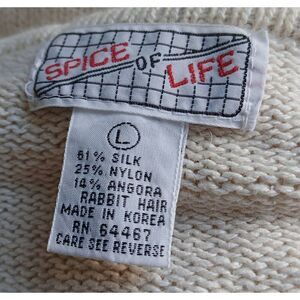 SPICE OF LIFE
L
61% SILK
25% NYLON
14% ANGORA
RABBIT HAIR
MADE IN KOREA
RN 64467
CARE SEE REVERSE